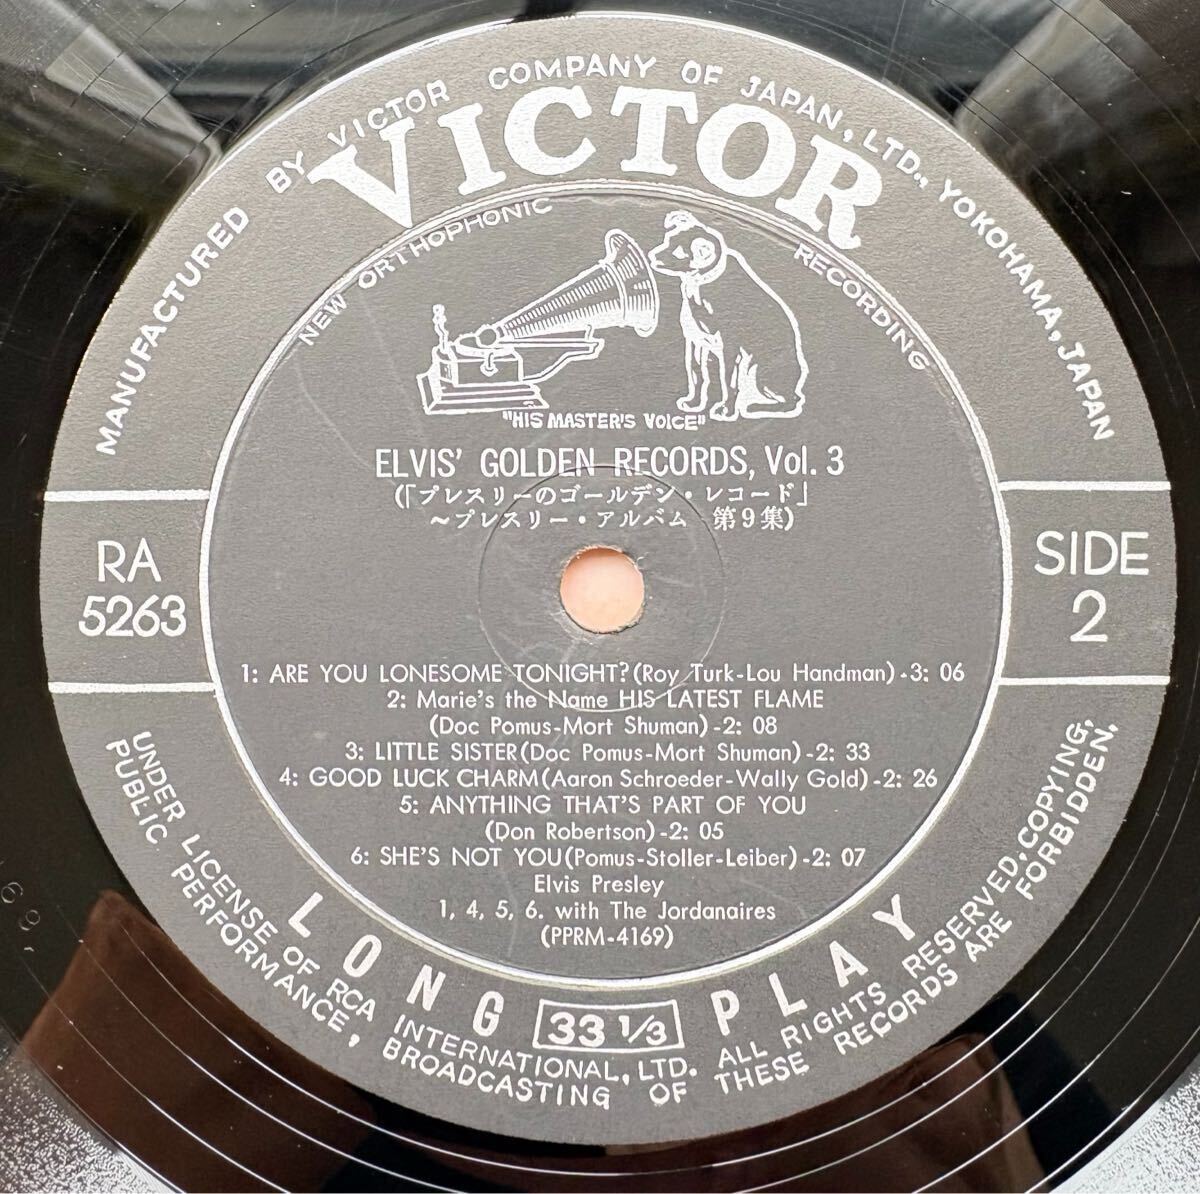 MANUFACTURED BY VICTOR COMPANY OF JAPAN, LTD., YOKOHAMA, JAPAN
VICTOR
NEW ORTHOPHONIC RECORDING
"HIS MASTER'S VOICE"
ELVIS' GOLDEN RECORDS, Vol. 3
(「プレスリーのゴールデン・レコード」
～プレスリー・アルバム 第9集)
RA
5263
SIDE
2
1: ARE YOU LONESOME TONIGHT? (Roy Turk-Lou Handman)-3: 06
2: Marie's the Name HIS LATEST FLAME
(Doc Pomus-Mort Shuman)-2: 08
3: LITTLE SISTER(Doc Pomus-Mort Shuman)-2: 33
4: GOOD LUCK CHARM(Aaron Schroeder-Wally Gold)-2: 26
5: ANYTHING THAT'S PART OF YOU
(Don Robertson)-2: 05
6: SHE'S NOT YOU(Pomus-Stoller-Leiber)-2: 07
Elvis Presley
1, 4, 5, 6. with The Jordanaires
(PPRM-4169)
LONG 33 1/3 PLAY
UNDER LICENSE OF RCA INTERNATIONAL, LTD. ALL RIGHTS RESERVED, COPYING,
PUBLIC PERFORMANCE, BROADCASTING OF THESE RECORDS ARE FORBIDDEN,